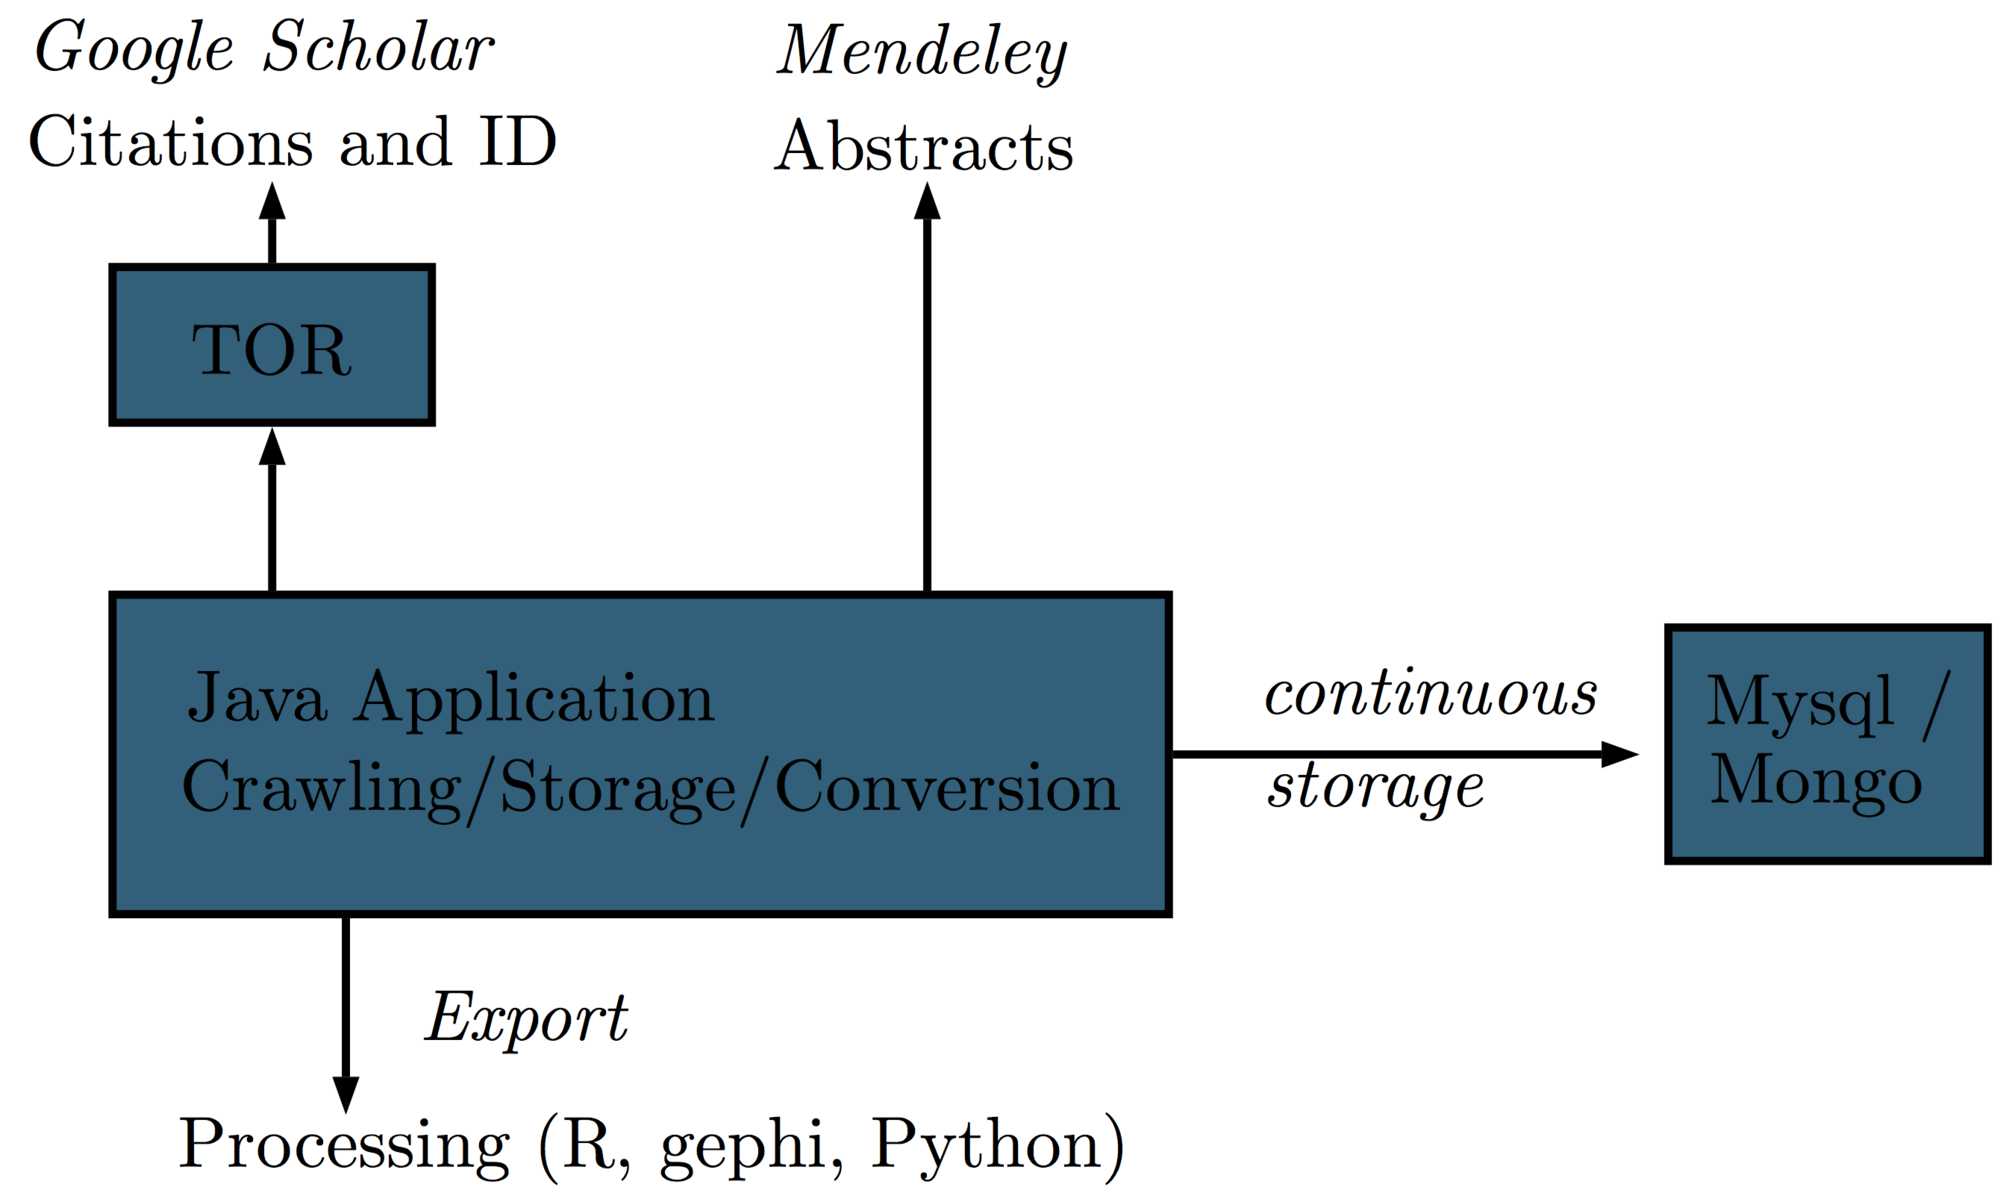 Google Scholar
Citations and ID
Mendeley
Abstracts
TOR
Java Application
Crawling/Storage/Conversion
continuous
storage
Mysql /
Mongo
Export
Processing (R, gephi, Python)